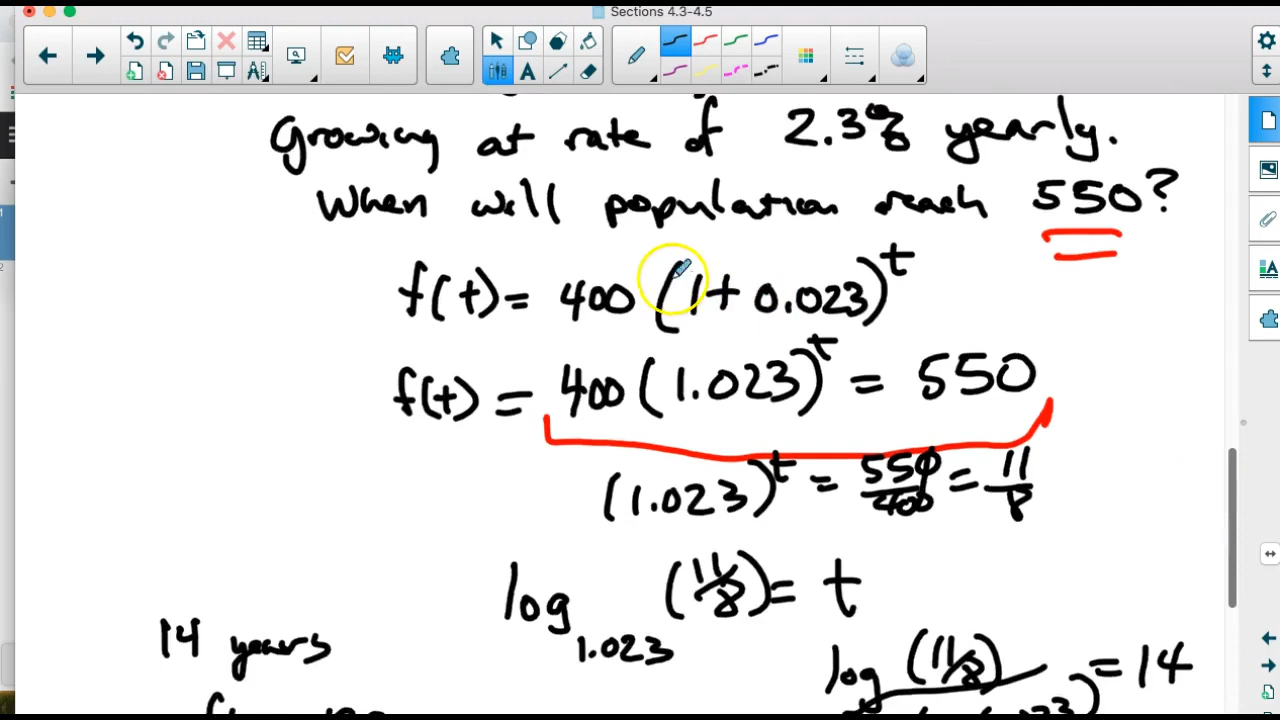 Sections 4.3-4.5
Growing at rate of 2.3% yearly.
When will population reach 550?
f(t) = 400 (1 + 0.023)^t
f(t) = 400 (1.023)^t = 550
(1.023)^t = 550/400 = 11/8
log_1.023 (11/8) = t
14 years
log (11/8) = 14